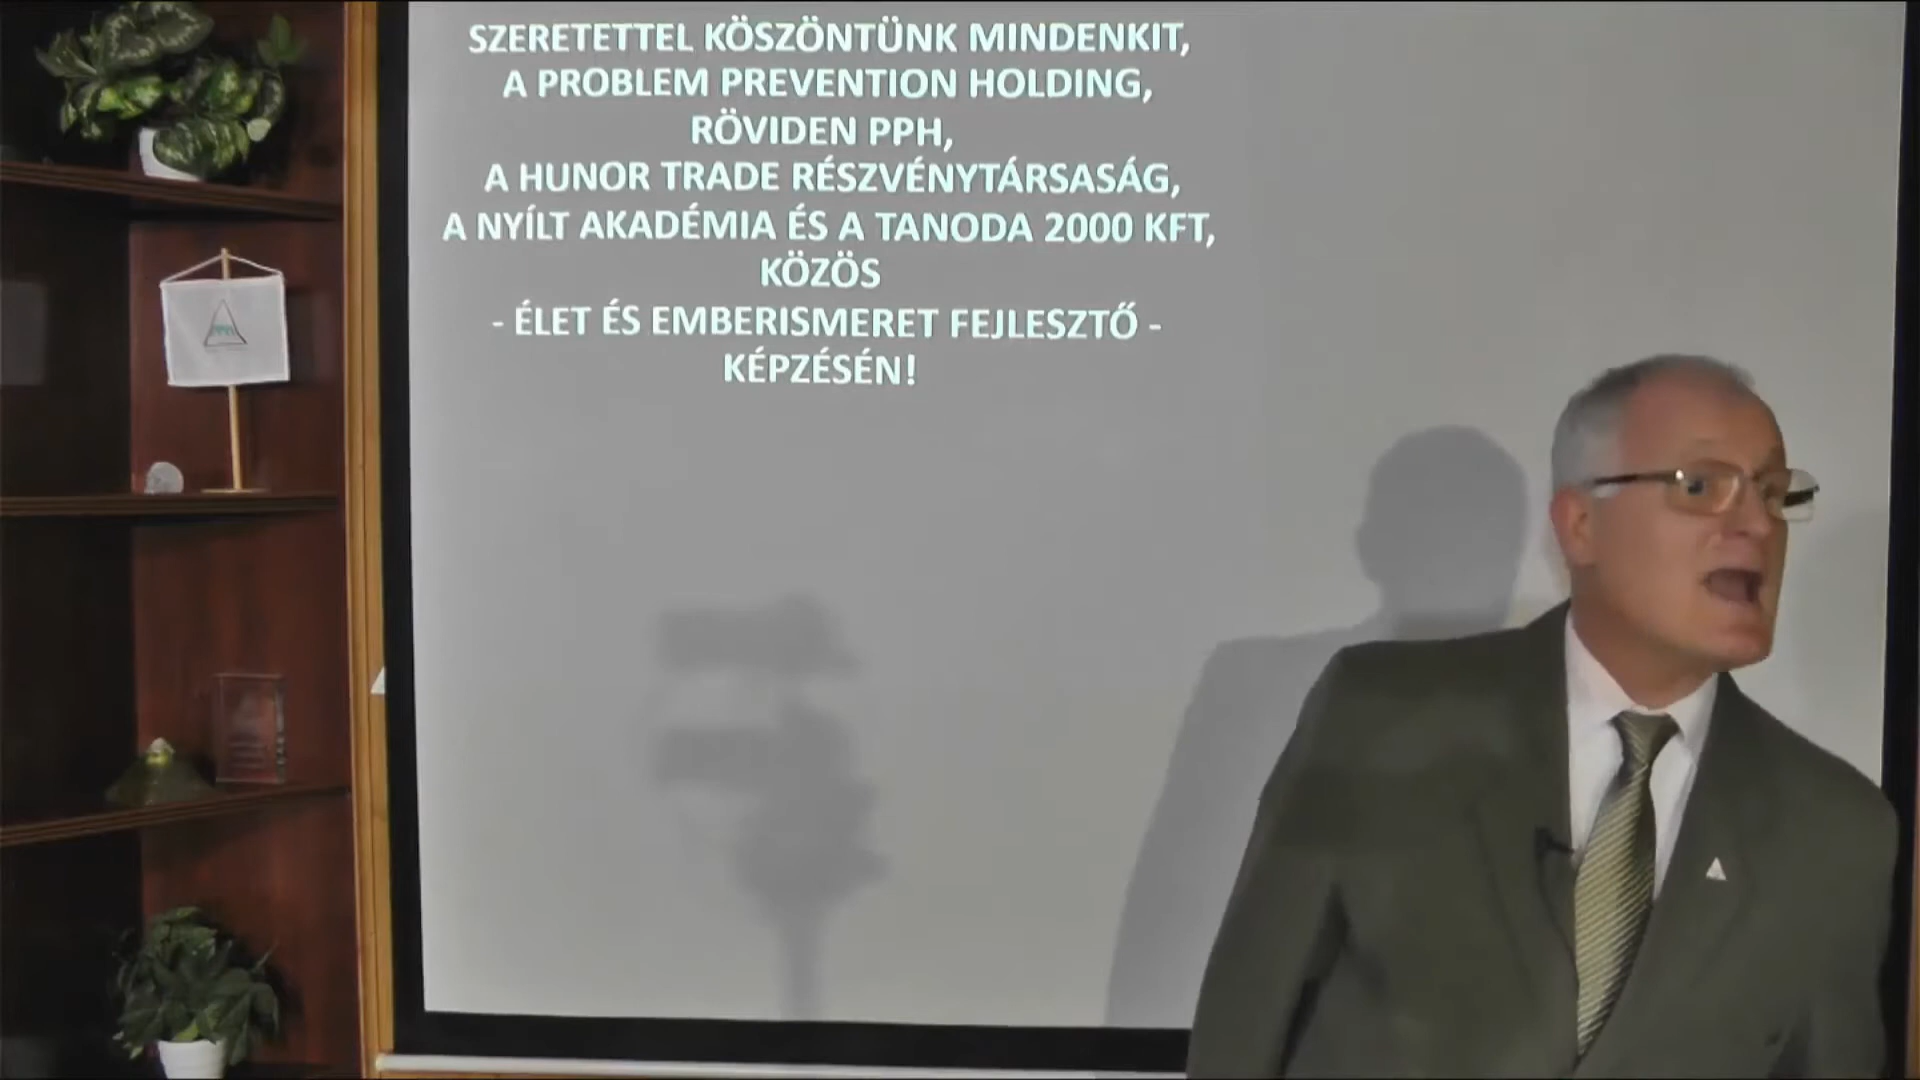 SZERETETTEL KÖSZÖNTÜNK MINDENKIT,
A PROBLEM PREVENTION HOLDING,
RÖVIDEN PPH,
A HUNOR TRADE RÉSZVÉNYTÁRSASÁG,
A NYÍLT AKADÉMIA ÉS A TANODA 2000 KFT,
KÖZÖS
- ÉLET ÉS EMBERISMERET FEJLESZTŐ -
KÉPZÉSÉN!